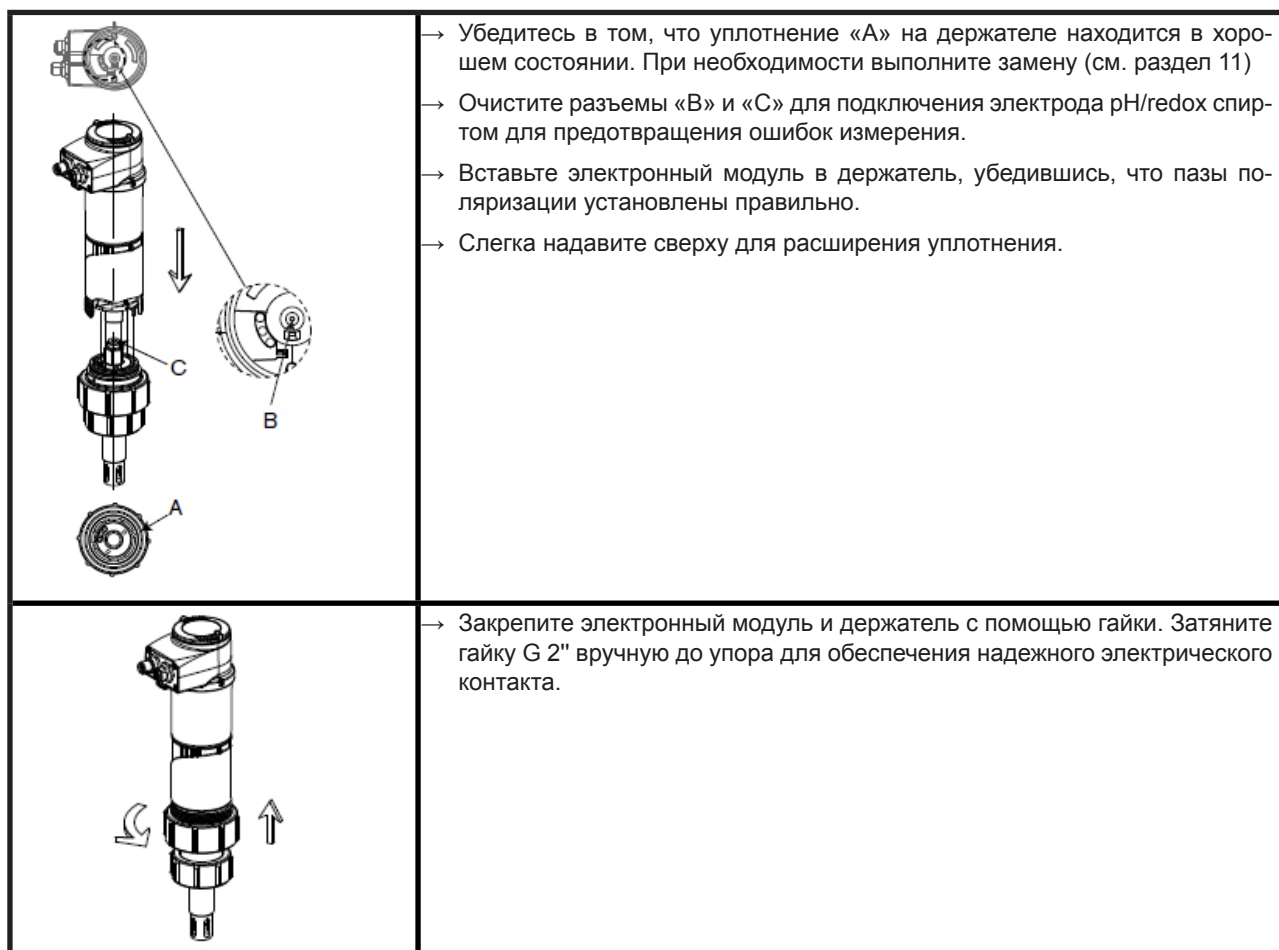 → Убедитесь в том, что уплотнение «A» на держателе находится в хоро-
шем состоянии. При необходимости выполните замену (см. раздел 11)
→ Очистите разъемы «B» и «C» для подключения электрода pH/redox спир-
том для предотвращения ошибок измерения.
→ Вставьте электронный модуль в держатель, убедившись, что пазы по-
ляризации установлены правильно.
→ Слегка надавите сверху для расширения уплотнения.
C
B
A
→ Закрепите электронный модуль и держатель с помощью гайки. Затяните
гайку G 2" вручную до упора для обеспечения надежного электрического
контакта.